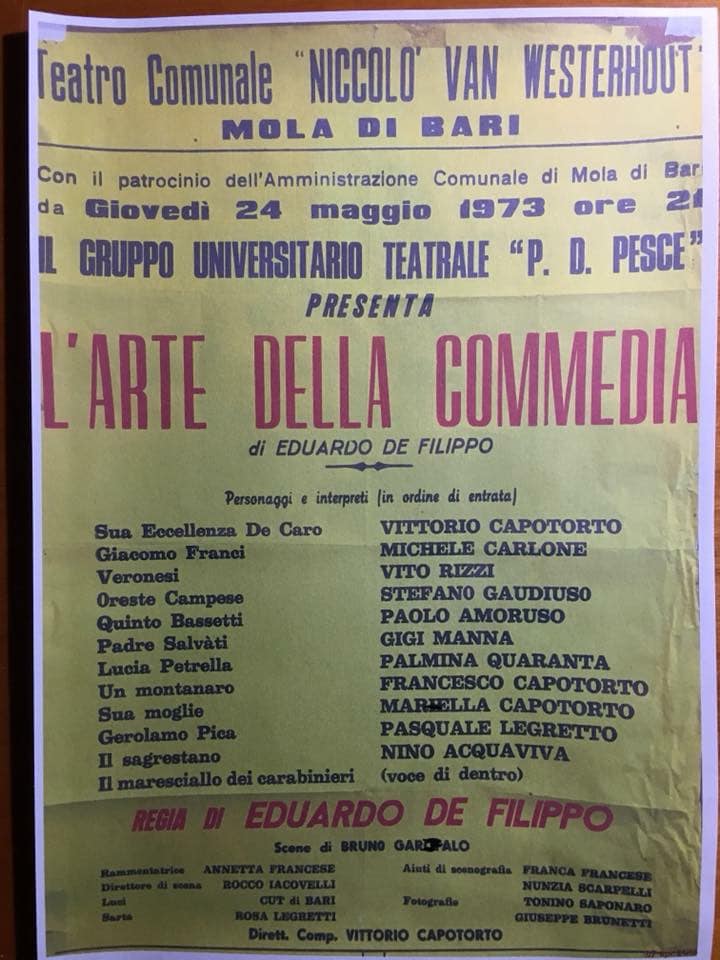 Teatro Comunale "NICCOLO' VAN WESTERHOUT"
MOLA DI BARI
Con il patrocinio dell'Amministrazione Comunale di Mola di Bari
da Giovedì 24 maggio 1973 ore 21
IL GRUPPO UNIVERSITARIO TEATRALE "P. D. PESCE"
PRESENTA
L'ARTE DELLA COMMEDIA
di EDUARDO DE FILIPPO
Personaggi e interpreti (in ordine di entrata)
Sua Eccellenza De Caro VITTORIO CAPOTORTO
Giacomo Franci MICHELE CARLONE
Veronesi VITO RIZZI
Oreste Campese STEFANO GAUDIUSO
Quinto Bassetti PAOLO AMORUSO
Padre Salvàti GIGI MANNA
Lucia Petrella PALMINA QUARANTA
Un montanaro FRANCESCO CAPOTORTO
Sua moglie MARIELLA CAPOTORTO
Gerolamo Pica PASQUALE LEGRETTO
Il sagrestano NINO ACQUAVIVA
Il maresciallo dei carabinieri (voce di dentro)
REGIA DI EDUARDO DE FILIPPO
Scene di BRUNO GAROFALO
Rammentatrice ANNETTA FRANCESE Aiuti di scenografia FRANCA FRANCESE
Direttore di scena ROCCO IACOVELLI NUNZIA SCARPELLI
Luci CUT di BARI Fotografie TONINO SAPONARO
Sarta ROSA LEGRETTI GIUSEPPE BRUNETTI
Dirett. Comp. VITTORIO CAPOTORTO